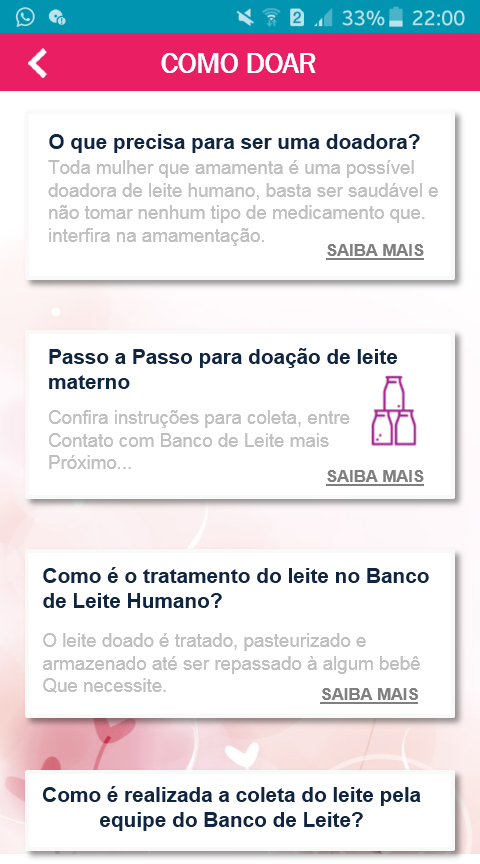 2 33% 22:00
COMO DOAR
O que precisa para ser uma doadora?
Toda mulher que amamenta é uma possível
doadora de leite humano, basta ser saudável e
não tomar nenhum tipo de medicamento que.
interfira na amamentação.
SAIBA MAIS
Passo a Passo para doação de leite
materno
Confira instruções para coleta, entre
Contato com Banco de Leite mais
Próximo...
SAIBA MAIS
Como é o tratamento do leite no Banco
de Leite Humano?
O leite doado é tratado, pasteurizado e
armazenado até ser repassado à algum bebê
Que necessite.
SAIBA MAIS
Como é realizada a coleta do leite pela
equipe do Banco de Leite?